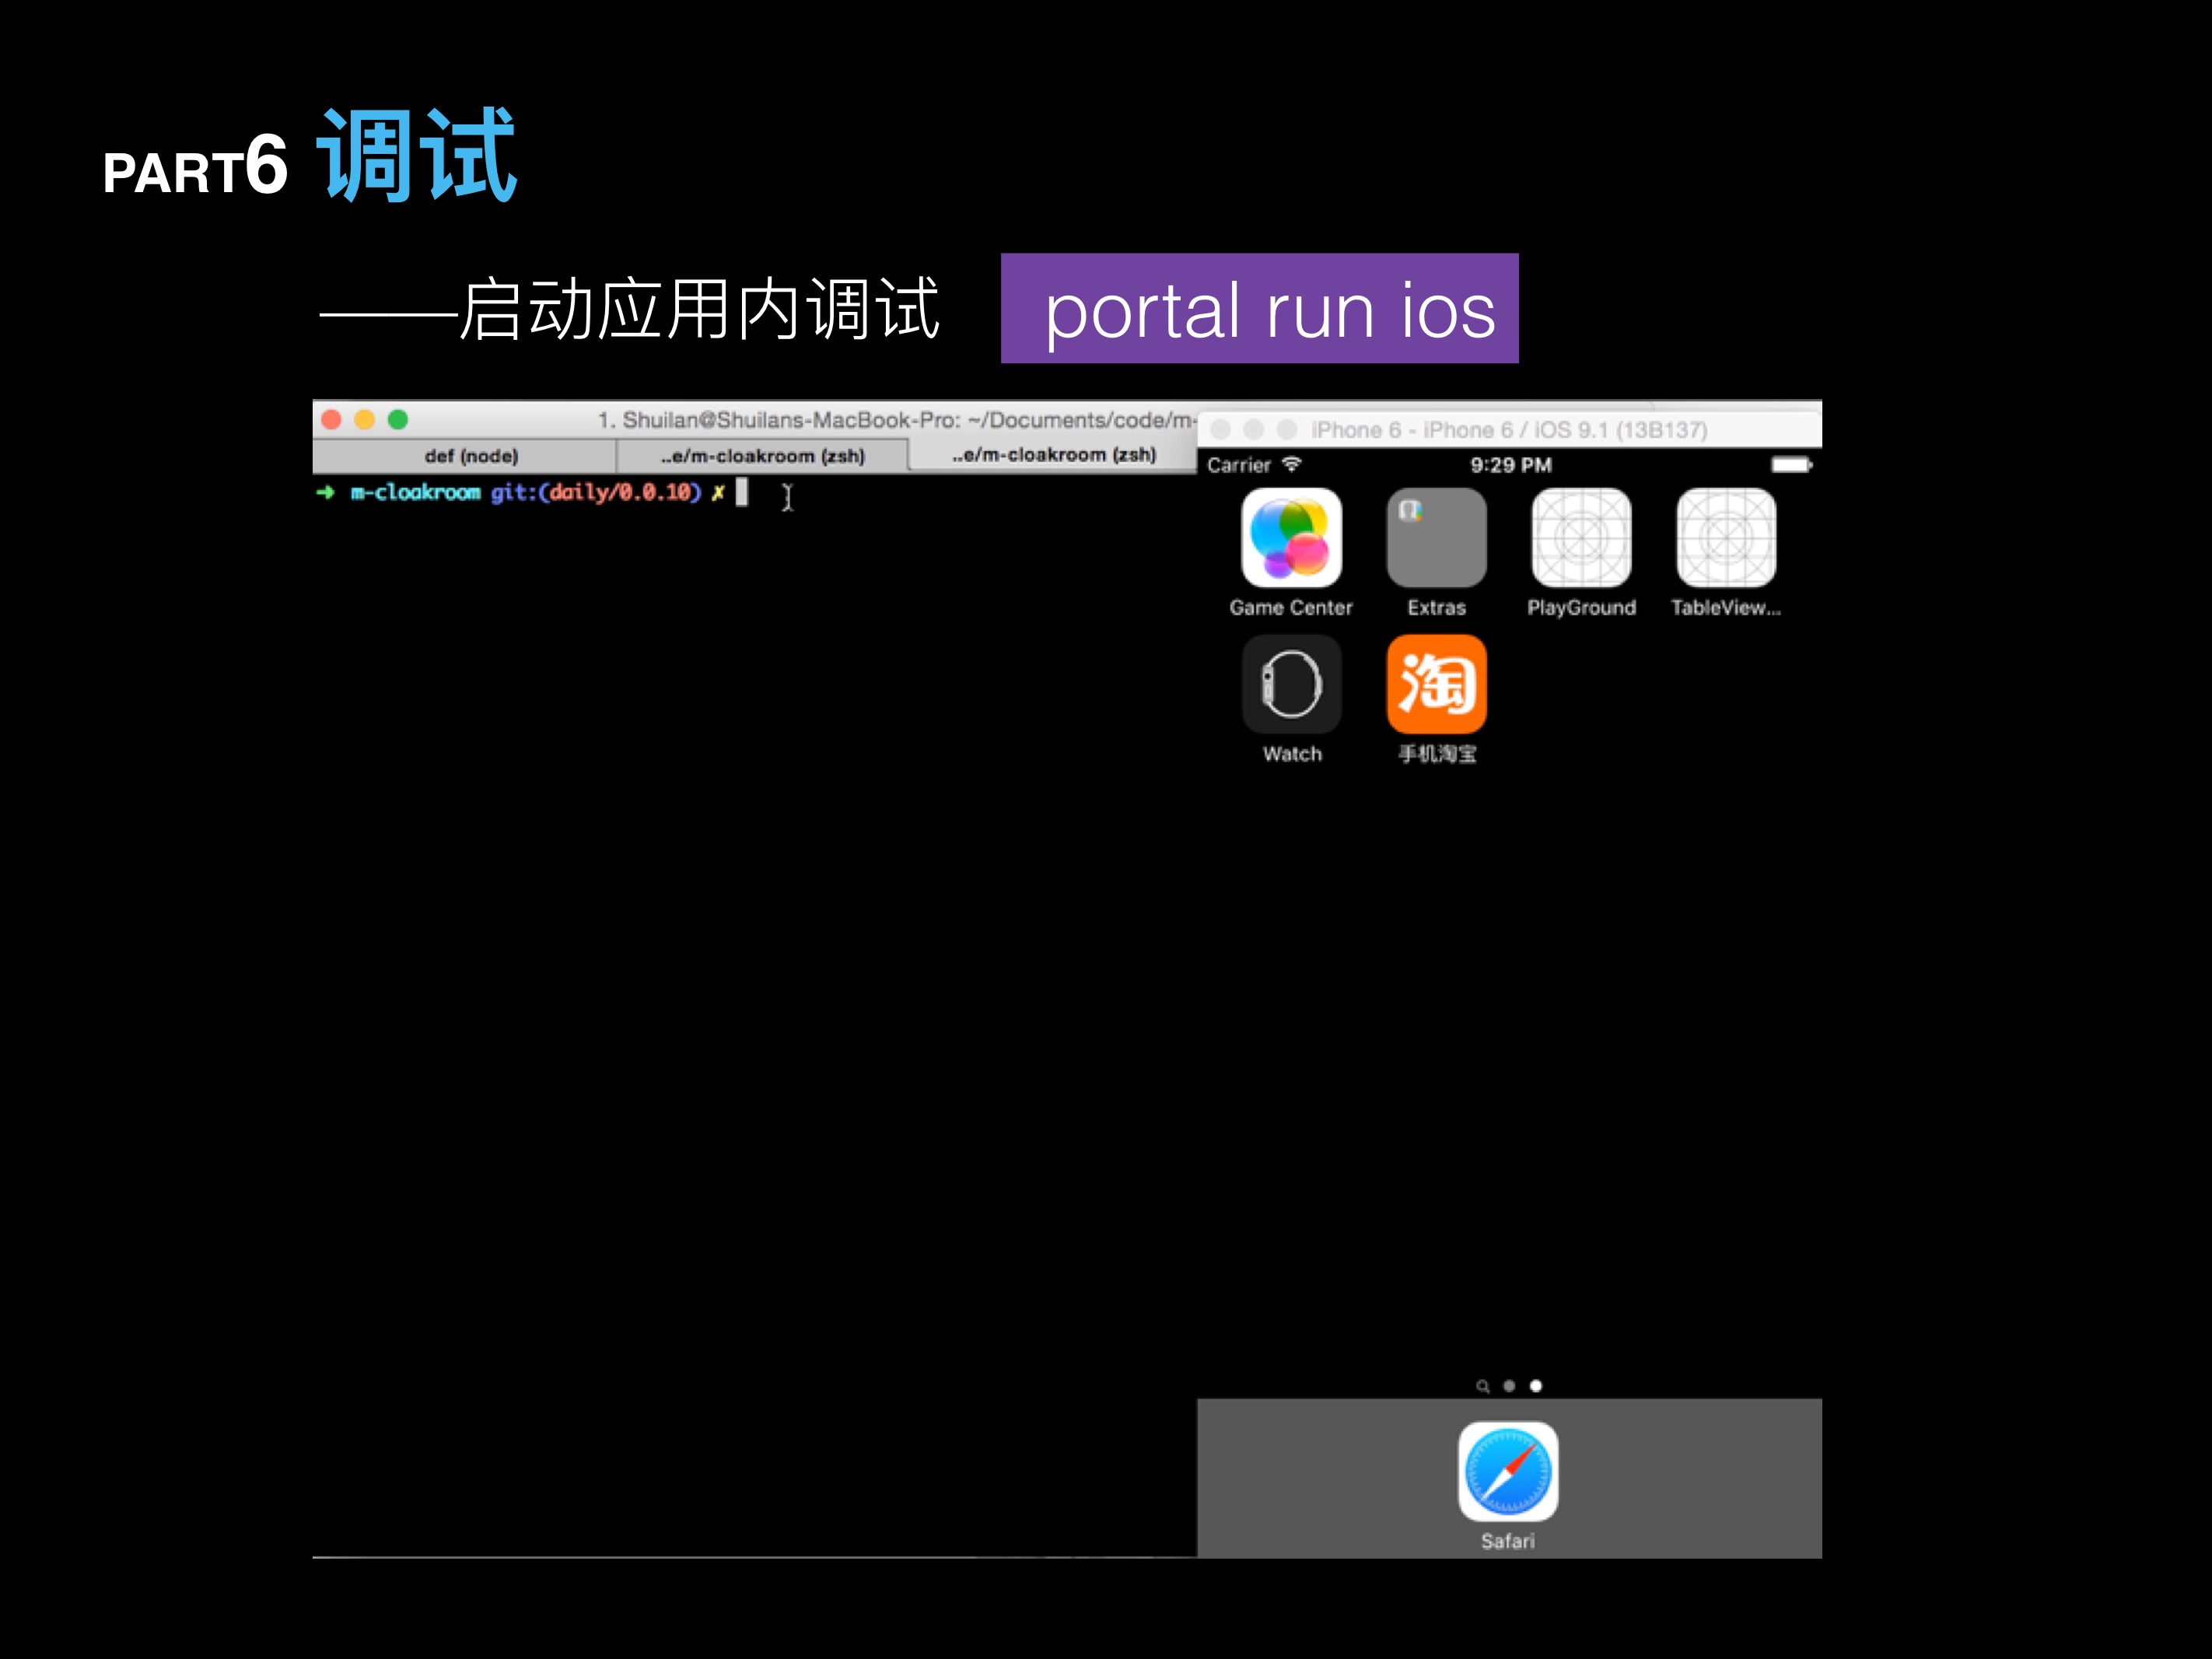 PART6 调试
——启动应用内调试 portal run ios
1. Shuilan@Shuilans-MacBook-Pro: ~/Documents/code/m-
def (node) ..e/m-cloakroom (zsh) ..e/m-cloakroom (zsh)
➜ m-cloakroom git:(daily/0.0.10) ✗
iPhone 6 - iPhone 6 / iOS 9.1 (13B137)
Carrier 9:29 PM
Game Center Extras PlayGround TableView...
淘
Watch 手机淘宝
Safari